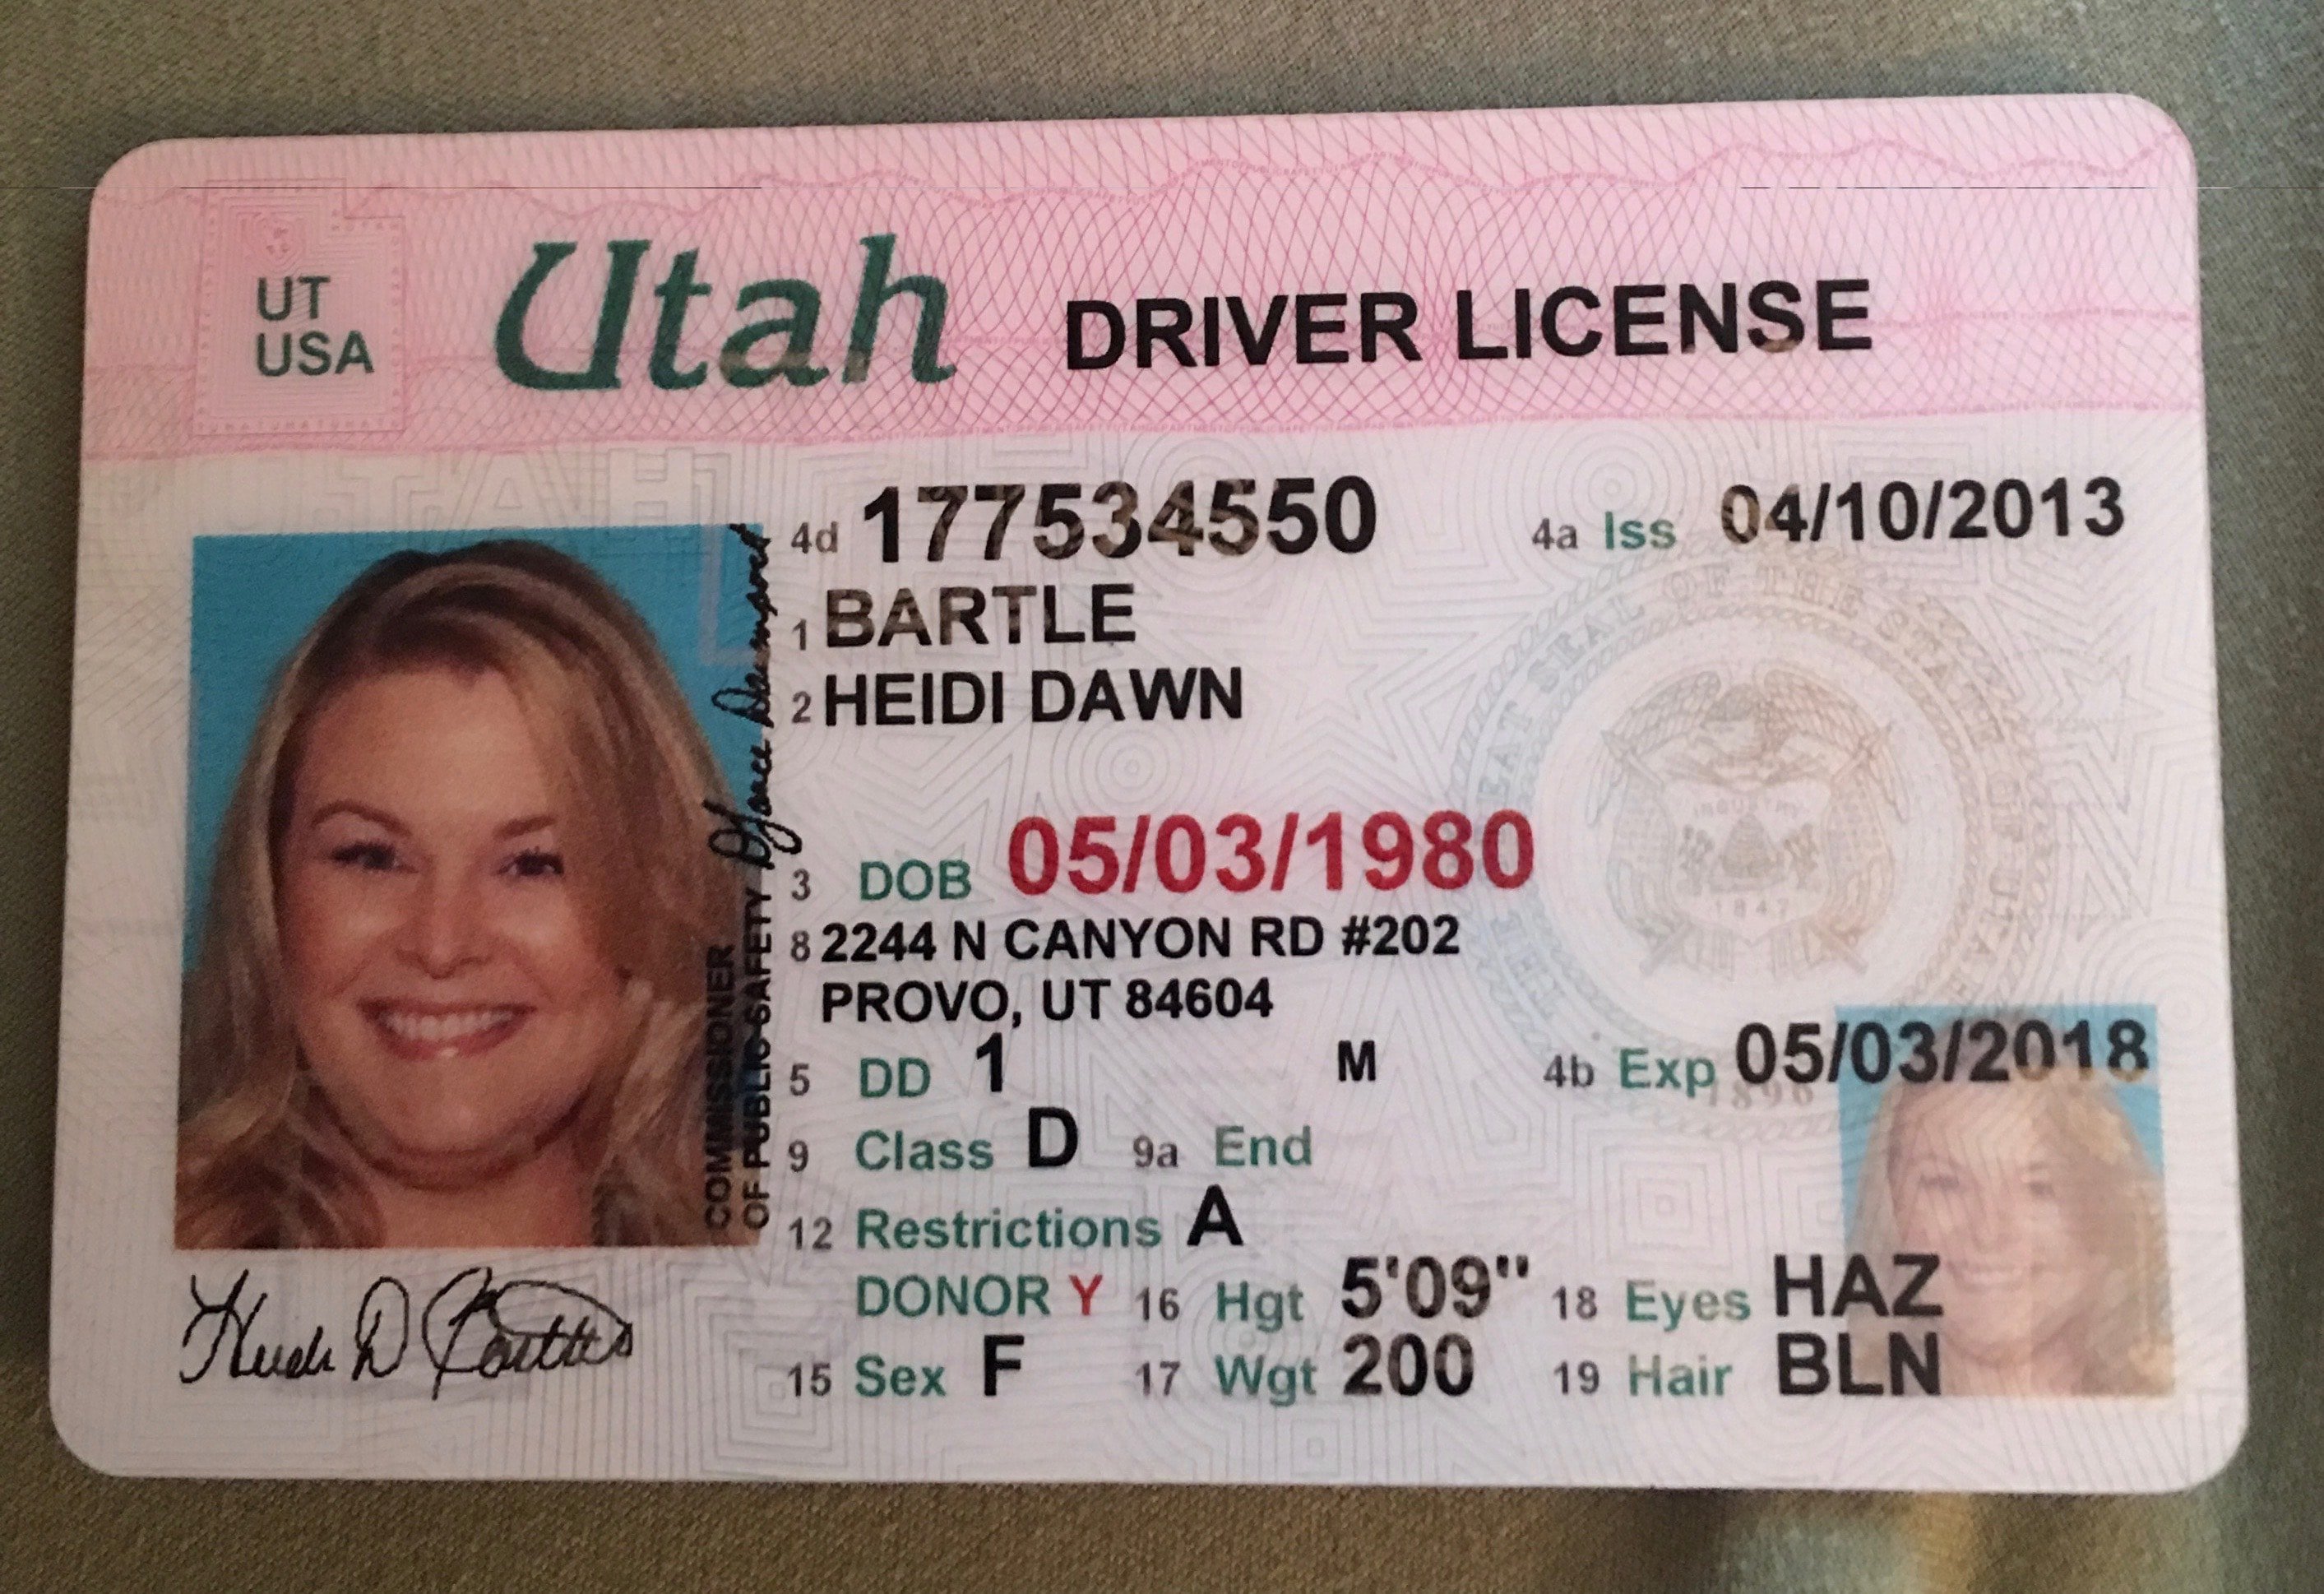 UT
USA
Utah DRIVER LICENSE
4d 177534550 4a Iss 04/10/2013
1 BARTLE
2 HEIDI DAWN
3 DOB 05/03/1980
8 2244 N CANYON RD #202
PROVO, UT 84604
5 DD 1 M 4b Exp 05/03/2018
9 Class D 9a End
12 Restrictions A
DONOR Y 16 Hgt 5'09" 18 Eyes HAZ
15 Sex F 17 Wgt 200 19 Hair BLN
COMMISSIONER
OF PUBLIC SAFETY
Heidi D Bartle
THE GREAT SEAL OF THE STATE OF UTAH
INDUSTRY
1847
1896
UTAH